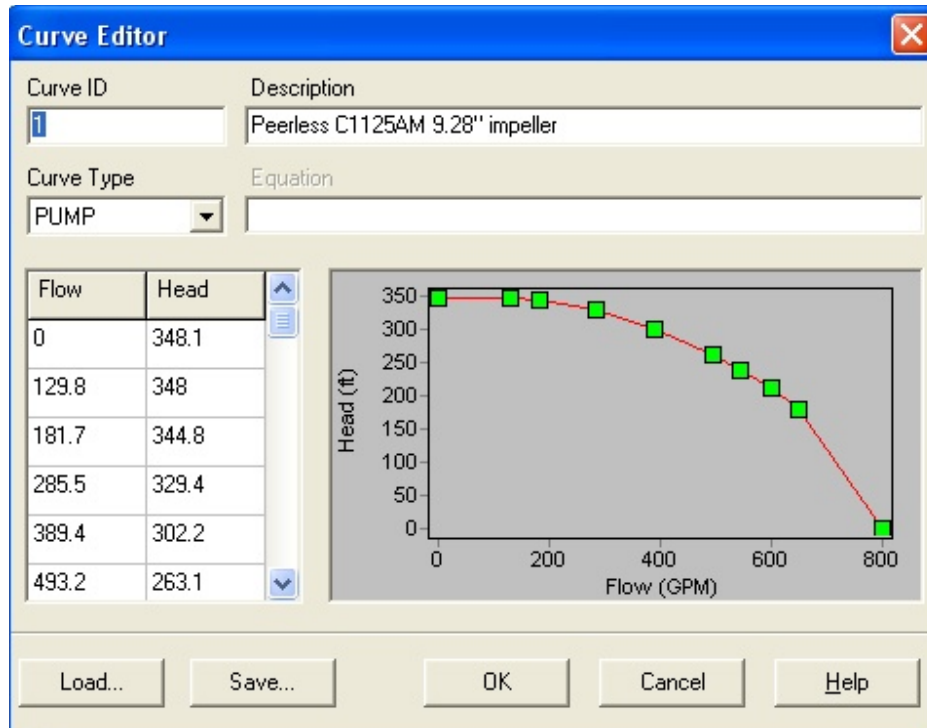 Curve Editor
Curve ID Description
1 Peerless C1125AM 9.28" impeller
Curve Type Equation
PUMP
Flow Head
0 348.1
129.8 348
181.7 344.8
285.5 329.4
389.4 302.2
493.2 263.1
Head (ft)
350
300
250
200
150
100
50
0
0 200 400 600 800
Flow (GPM)
Load... Save... OK Cancel Help